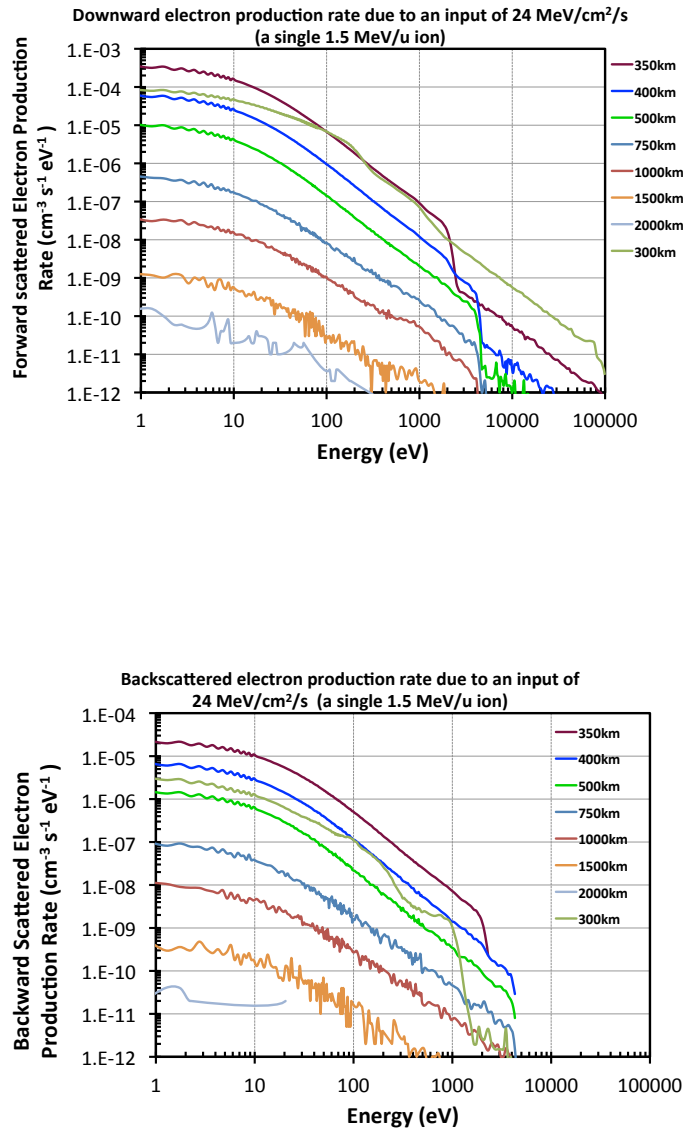 Downward electron production rate due to an input of 24 MeV/cm²/s
(a single 1.5 MeV/u ion)
Forward scattered Electron Production
Rate (cm⁻³ s⁻¹ eV⁻¹)
1.E-03
1.E-04
1.E-05
1.E-06
1.E-07
1.E-08
1.E-09
1.E-10
1.E-11
1.E-12
1 10 100 1000 10000 100000
Energy (eV)
350km
400km
500km
750km
1000km
1500km
2000km
300km
Backscattered electron production rate due to an input of
24 MeV/cm²/s (a single 1.5 MeV/u ion)
Backward Scattered Electron
Production Rate (cm⁻³ s⁻¹ eV⁻¹)
1.E-04
1.E-05
1.E-06
1.E-07
1.E-08
1.E-09
1.E-10
1.E-11
1.E-12
1 10 100 1000 10000 100000
Energy (eV)
350km
400km
500km
750km
1000km
1500km
2000km
300km